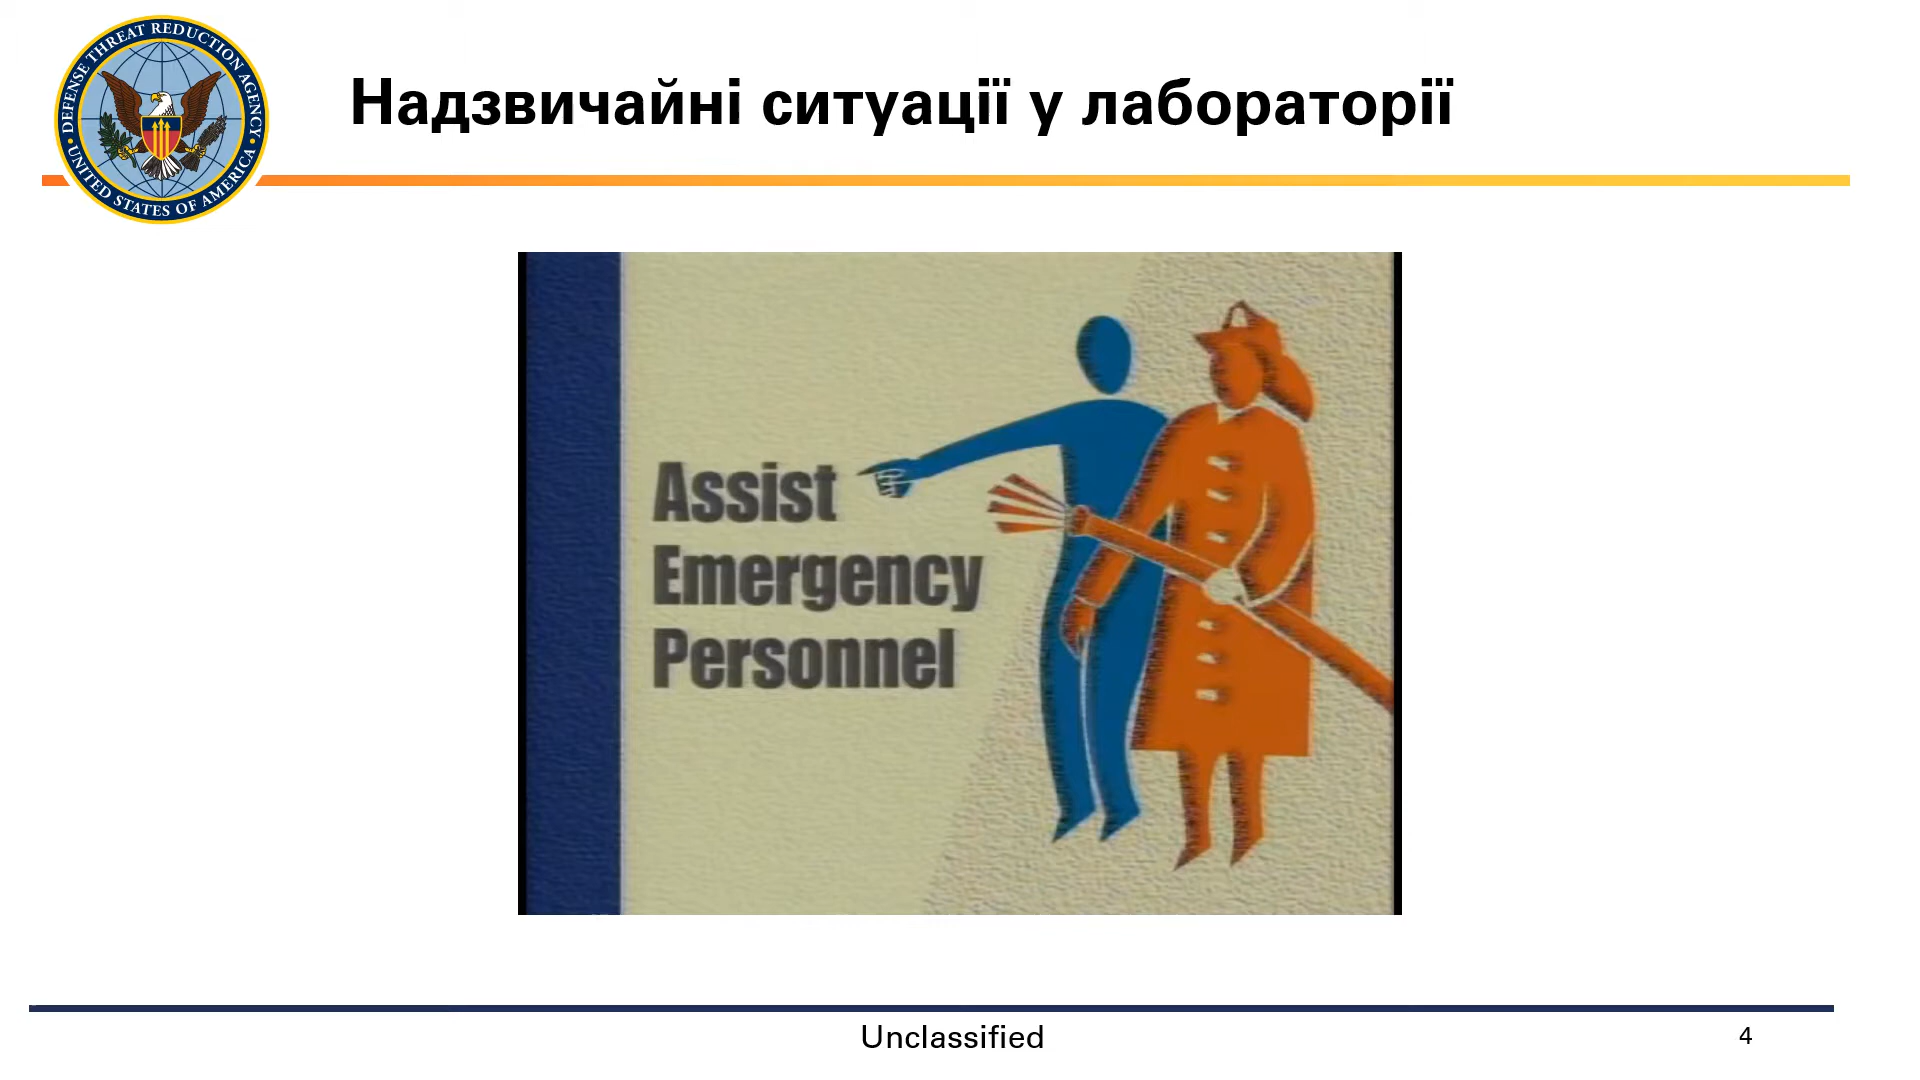 DEFENSE THREAT REDUCTION AGENCY
UNITED STATES OF AMERICA
Надзвичайні ситуації у лабораторії
Assist
Emergency
Personnel
Unclassified
4